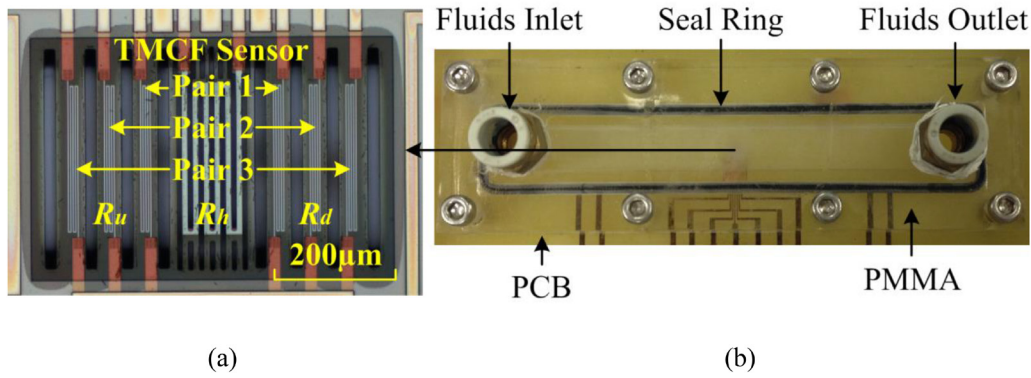 Fluids Inlet Seal Ring Fluids Outlet
TMCF Sensor
Pair 1
Pair 2
Pair 3
Ru Rh Rd
200μm
PCB PMMA
(a) (b)